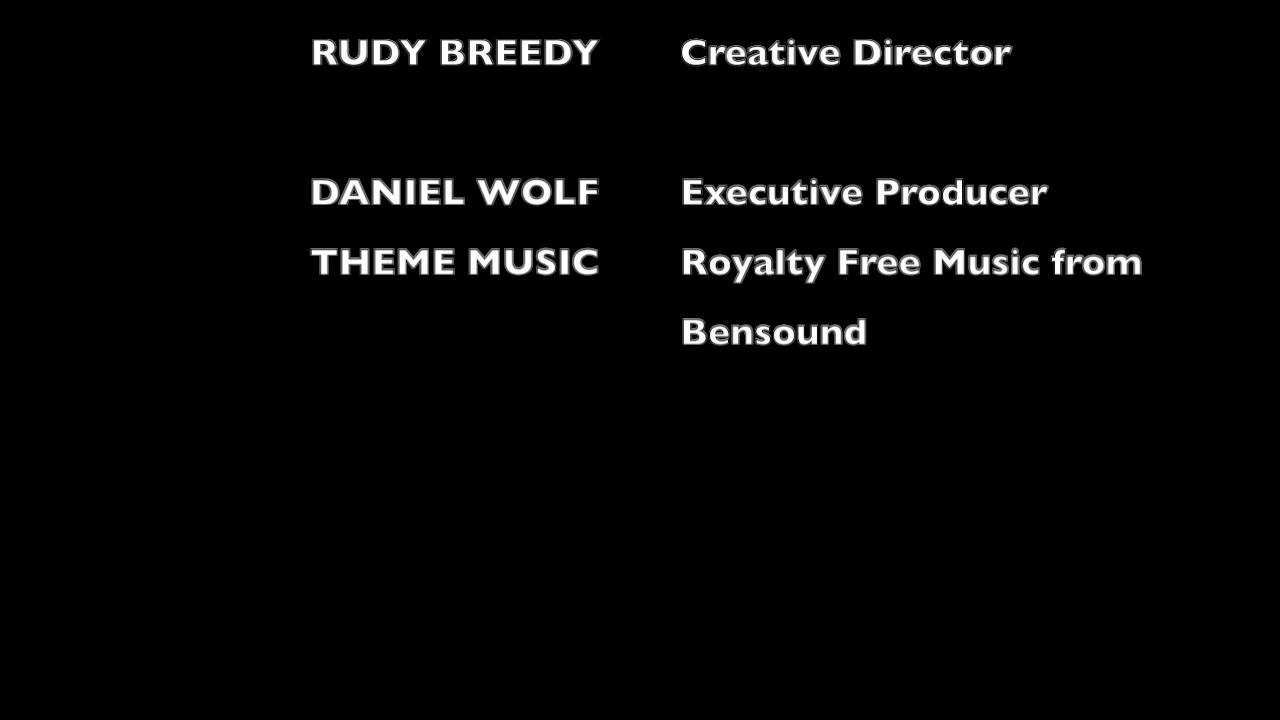 RUDY BREEDY Creative Director
DANIEL WOLF Executive Producer
THEME MUSIC Royalty Free Music from
Bensound